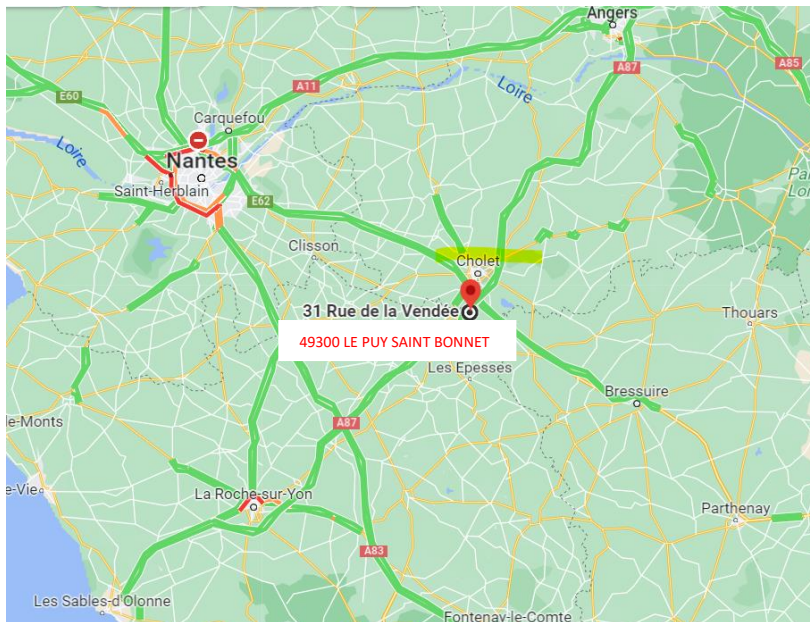 Angers
A87
A85
A11
Loire
E60
Carquefou
Loire
Nantes
Saint-Herblain
E62
Clisson
Cholet
31 Rue de la Vendée
Thouars
49300 LE PUY SAINT BONNET
Les Epesses
Bressuire
le-Monts
A87
e-Vie
La Roche-sur-Yon
Parthenay
A83
Les Sables-d'Olonne
Fontenay-le-Comte